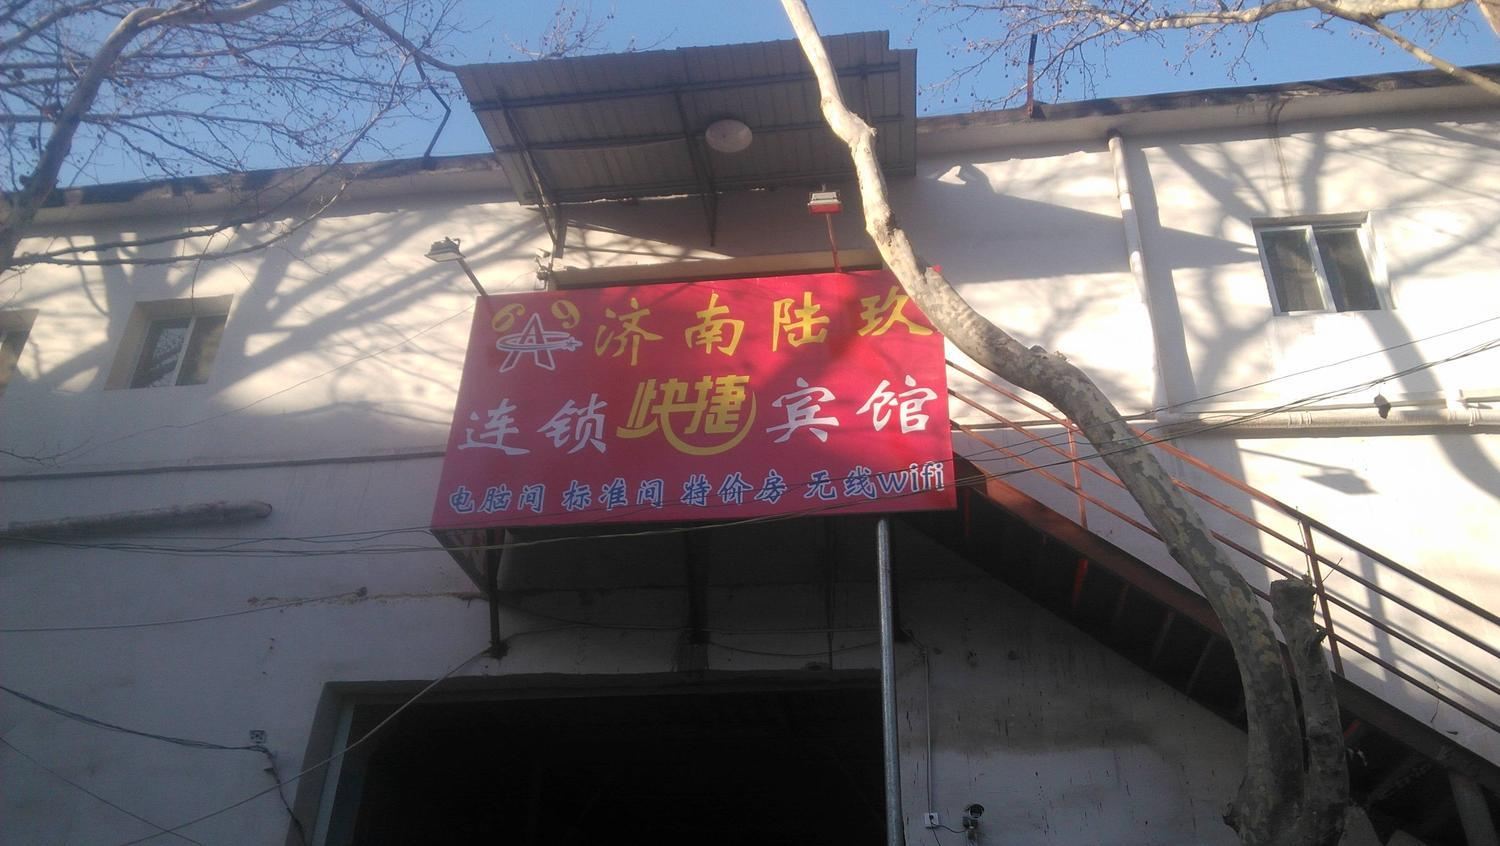 6A9 济南陆玖
连锁快捷宾馆
电脑间 标准间 特价房 无线wifi